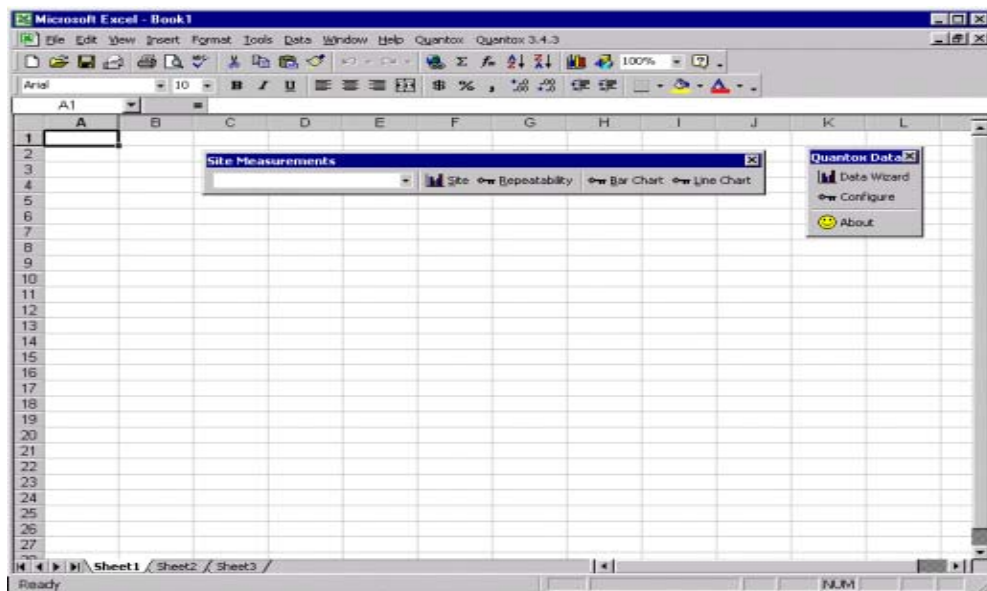 Microsoft Excel - Book1
File Edit View Insert Format Tools Data Window Help Quantox Quantox 3.4.3
100%
Arial 10 B I U $ % ,
A1 =
A B C D E F G H I J K L
1
2
Site Measurements Quantox Data
3
Site Repeatability Bar Chart Line Chart Data Wizard
4
Configure
5
6
About
7
8
9
10
11
12
13
14
15
16
17
18
19
20
21
22
23
24
25
26
27
Sheet1 Sheet2 Sheet3
Ready NUM